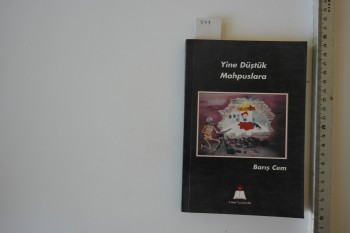 Yine Düştük
Mahpuslara
Barış Cem